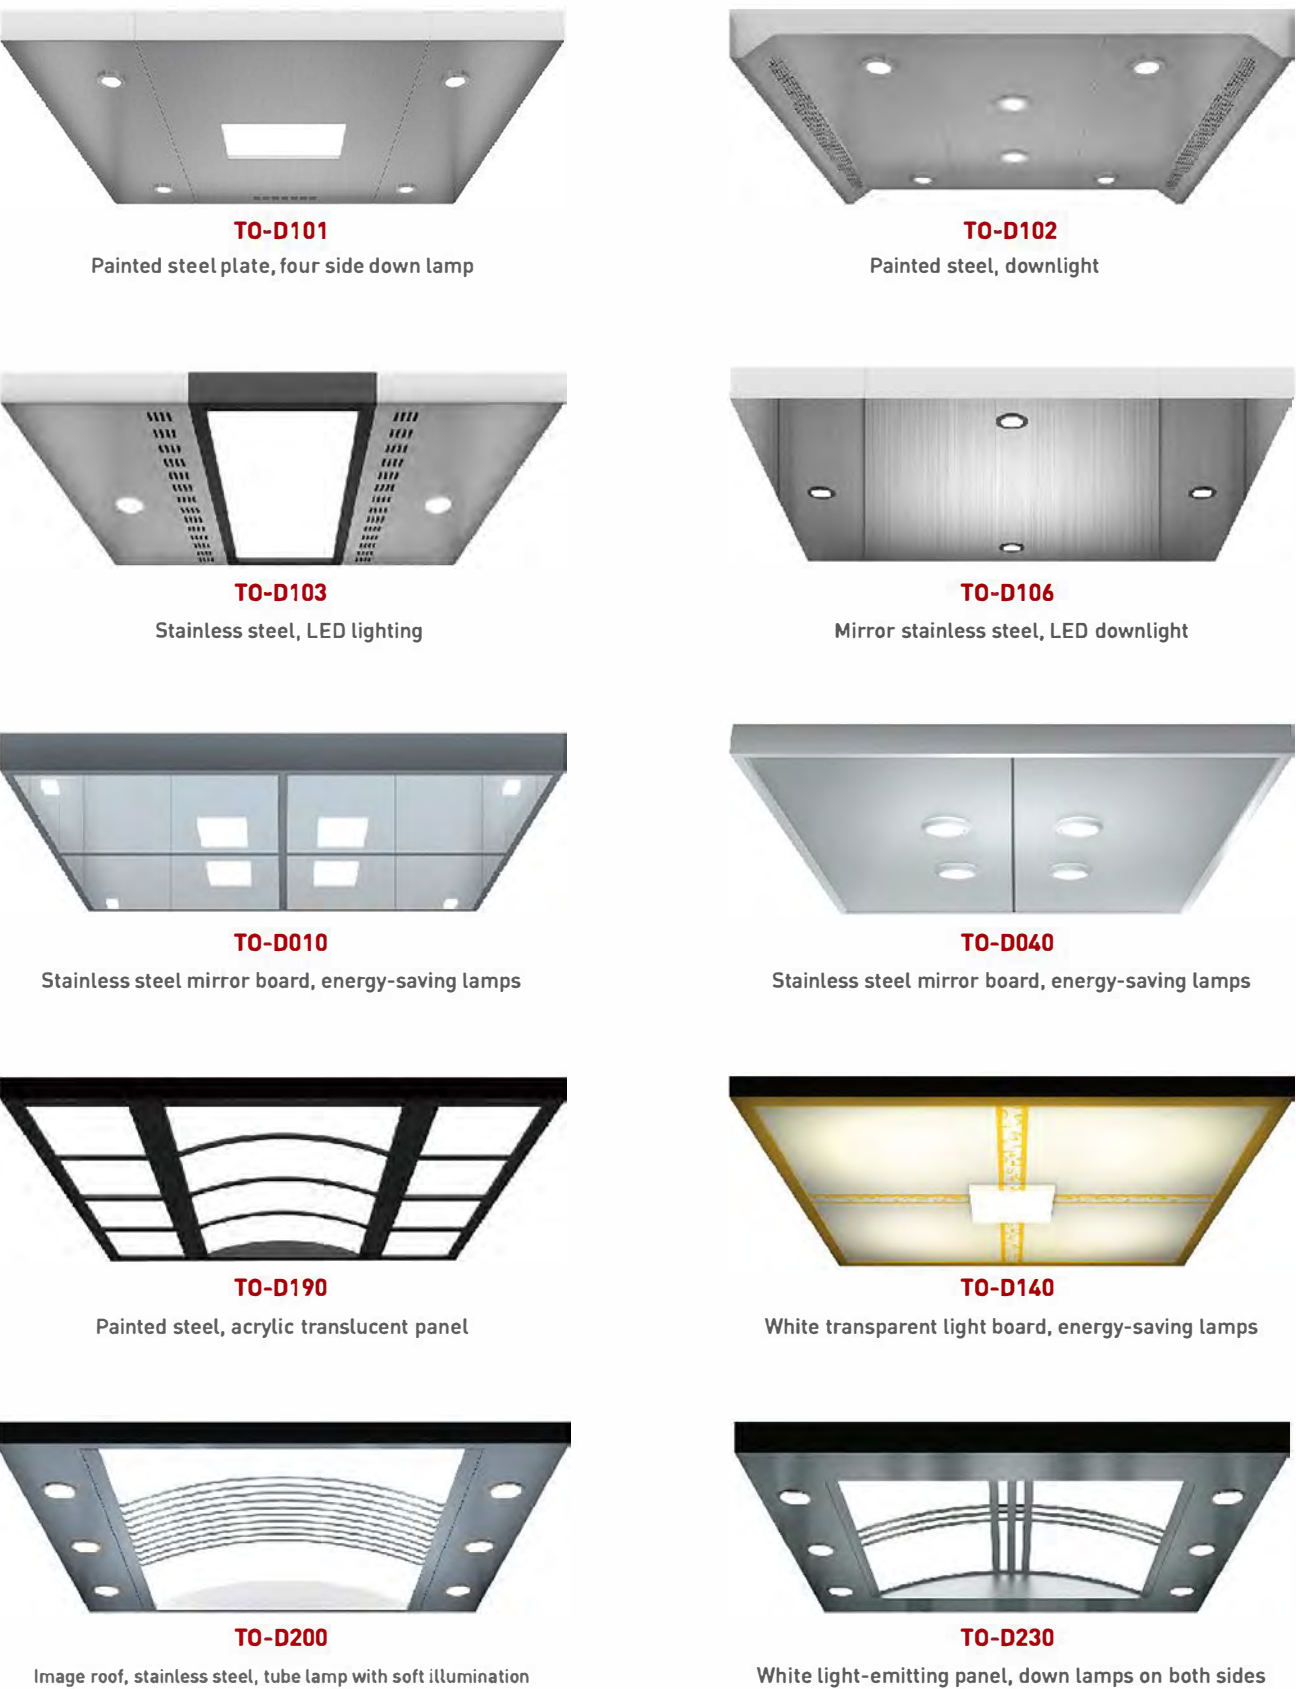 TO-D101
Painted steel plate, four side down lamp
TO-D102
Painted steel, downlight
TO-D103
Stainless steel, LED lighting
TO-D106
Mirror stainless steel, LED downlight
TO-D010
Stainless steel mirror board, energy-saving lamps
TO-D040
Stainless steel mirror board, energy-saving lamps
TO-D190
Painted steel, acrylic translucent panel
TO-D140
White transparent light board, energy-saving lamps
TO-D200
Image roof, stainless steel, tube lamp with soft illumination
TO-D230
White light-emitting panel, down lamps on both sides